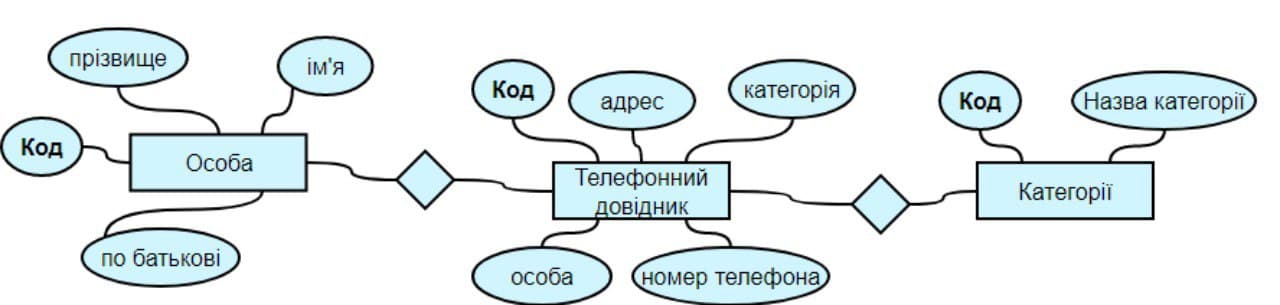 прізвище
ім'я
Код
Особа
по батькові
Код
адрес
категорія
Телефонний
довідник
особа
номер телефона
Код
Назва категорії
Категорії